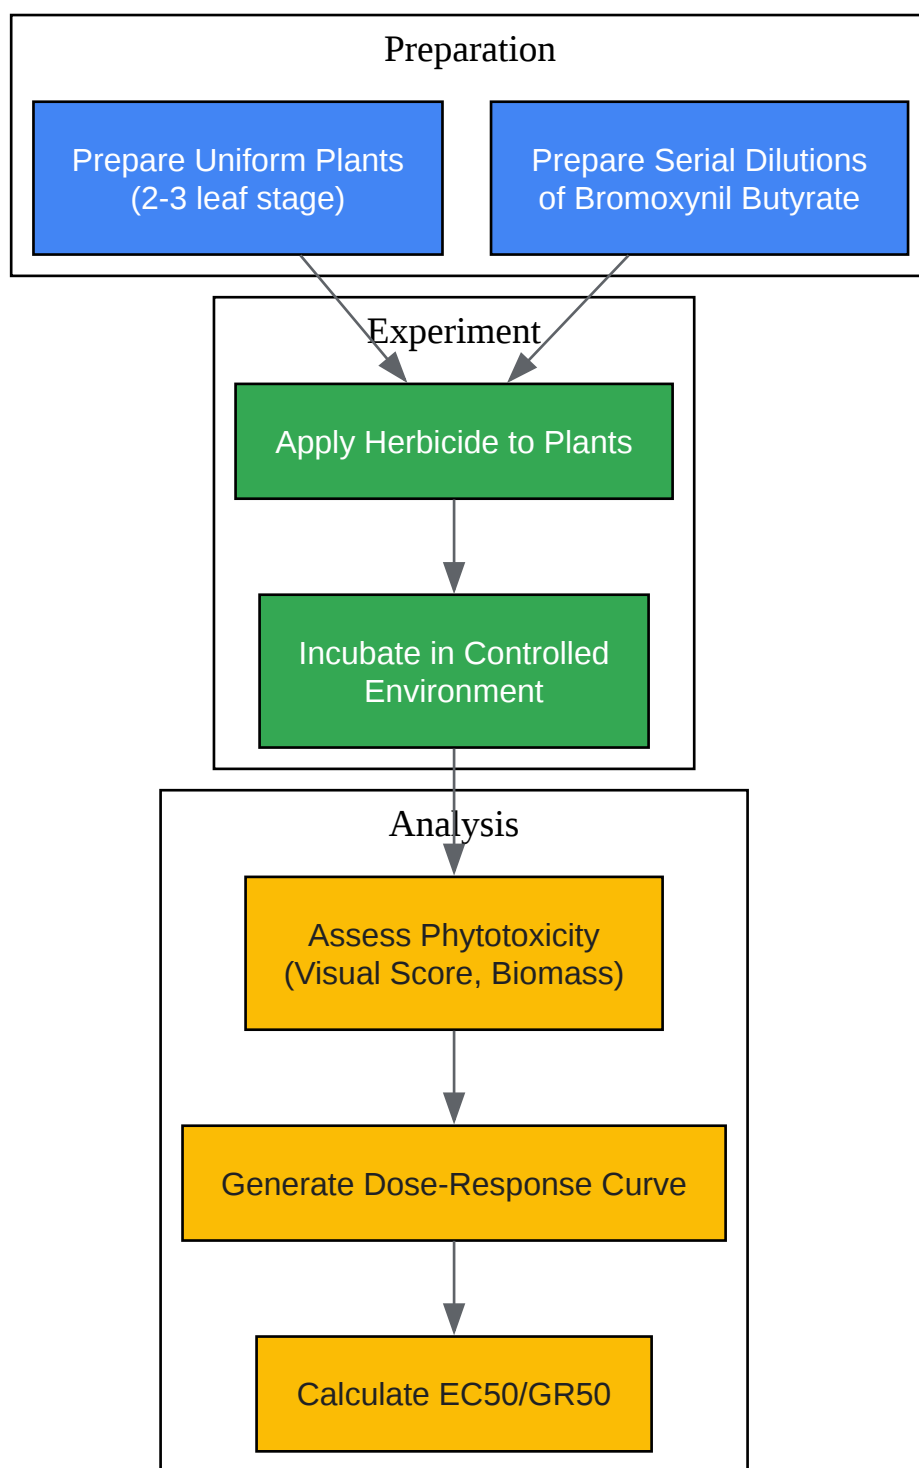 Preparation
Prepare Uniform Plants
(2-3 leaf stage)
Prepare Serial Dilutions
of Bromoxynil Butyrate
Experiment
Apply Herbicide to Plants
Incubate in Controlled
Environment
Analysis
Assess Phytotoxicity
(Visual Score, Biomass)
Generate Dose-Response Curve
Calculate EC50/GR50